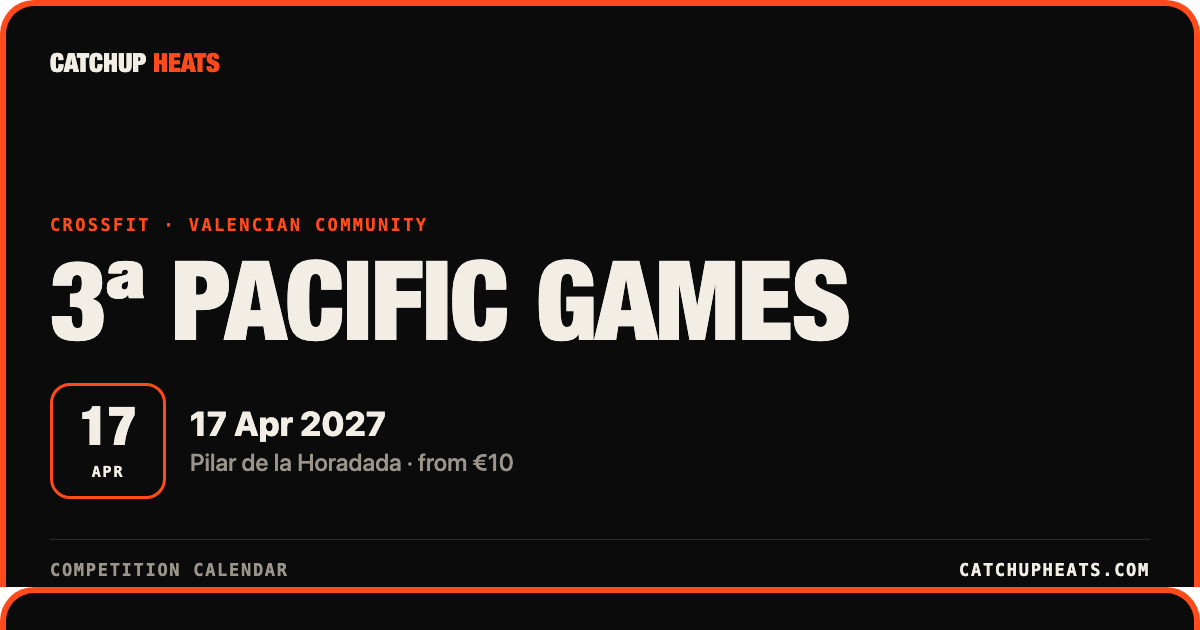 CATCHUP HEATS
CROSSFIT · VALENCIAN COMMUNITY
3ª PACIFIC GAMES
17
APR
17 Apr 2027
Pilar de la Horadada · from €10
COMPETITION CALENDAR
CATCHUPHEATS.COM